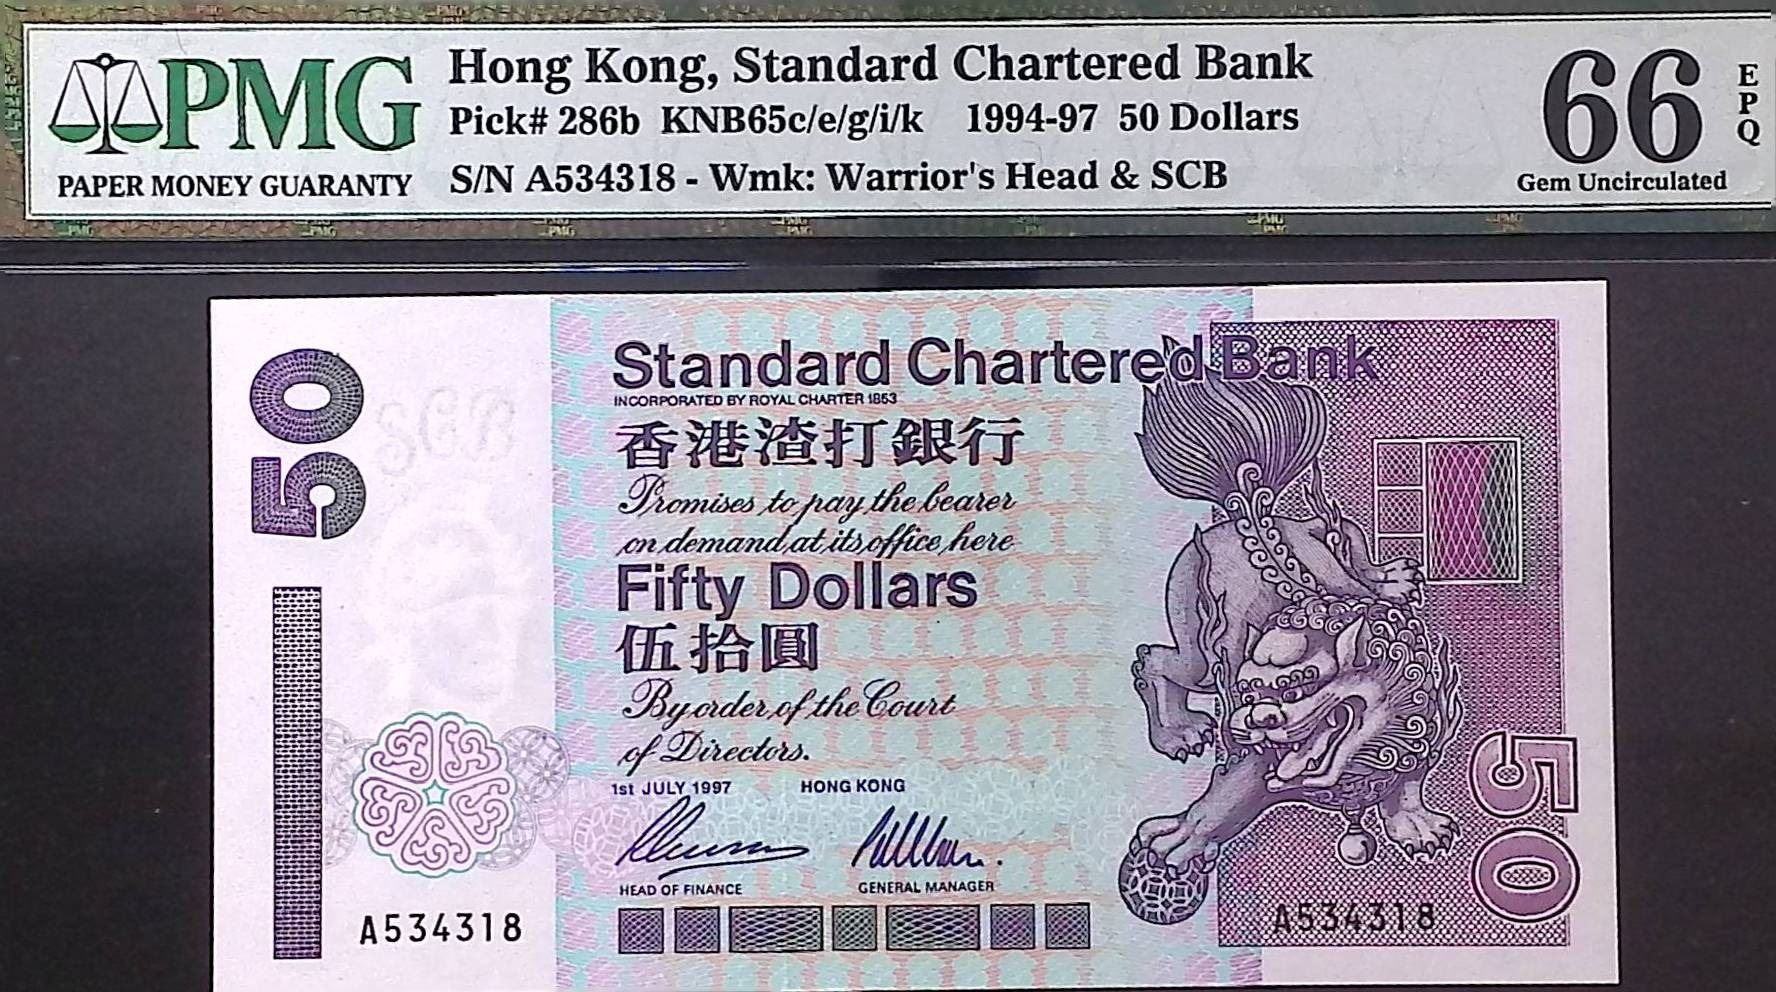 PMG
PAPER MONEY GUARANTY
Hong Kong, Standard Chartered Bank
Pick# 286b KNB65c/e/g/i/k 1994-97 50 Dollars
S/N A534318 - Wmk: Warrior's Head & SCB
66 EPQ
Gem Uncirculated
50
SCB
Standard Chartered Bank
INCORPORATED BY ROYAL CHARTER 1853
香港渣打銀行
Promises to pay the bearer
on demand at its office here
Fifty Dollars
伍拾圓
By order of the Court
of Directors.
1st JULY 1997 HONG KONG
HEAD OF FINANCE GENERAL MANAGER
A534318
A534318
50